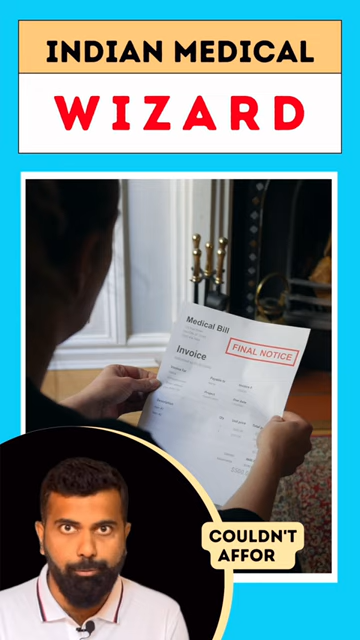 INDIAN MEDICAL
WIZARD
Medical Bill
Invoice
FINAL NOTICE
COULDN'T
AFFOR